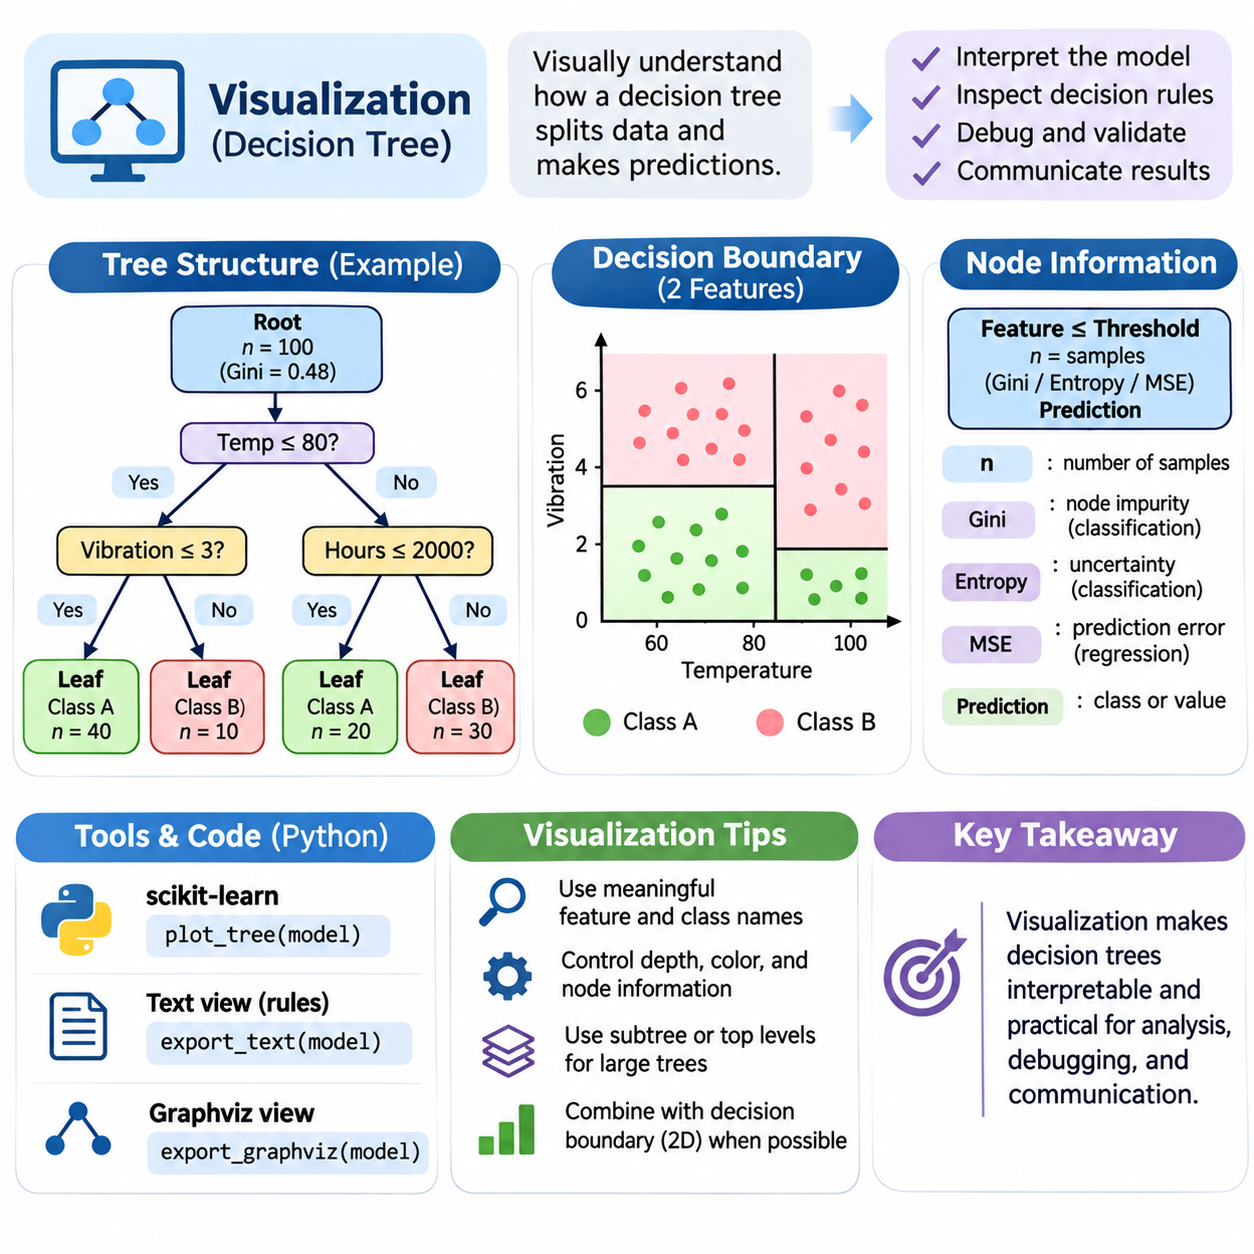 Visualization
(Decision Tree)
Visually understand
how a decision tree
splits data and
makes predictions.
Interpret the model
Inspect decision rules
Debug and validate
Communicate results
Tree Structure (Example)
Root
n = 100
(Gini = 0.48)
Temp ≤ 80?
Yes
No
Vibration ≤ 3?
Hours ≤ 2000?
Yes
No
Yes
No
Leaf
Class A
n = 40
Leaf
Class B)
n = 10
Leaf
Class A
n = 20
Leaf
Class B)
n = 30
Decision Boundary
(2 Features)
Vibration
6
4
2
0
60
80
100
Temperature
Class A
Class B
Node Information
Feature ≤ Threshold
n = samples
(Gini / Entropy / MSE)
Prediction
n : number of samples
Gini : node impurity
(classification)
Entropy : uncertainty
(classification)
MSE : prediction error
(regression)
Prediction : class or value
Tools & Code (Python)
scikit-learn
plot_tree(model)
Text view (rules)
export_text(model)
Graphviz view
export_graphviz(model)
Visualization Tips
Use meaningful
feature and class names
Control depth, color, and
node information
Use subtree or top levels
for large trees
Combine with decision
boundary (2D) when possible
Key Takeaway
Visualization makes
decision trees
interpretable and
practical for analysis,
debugging, and
communication.